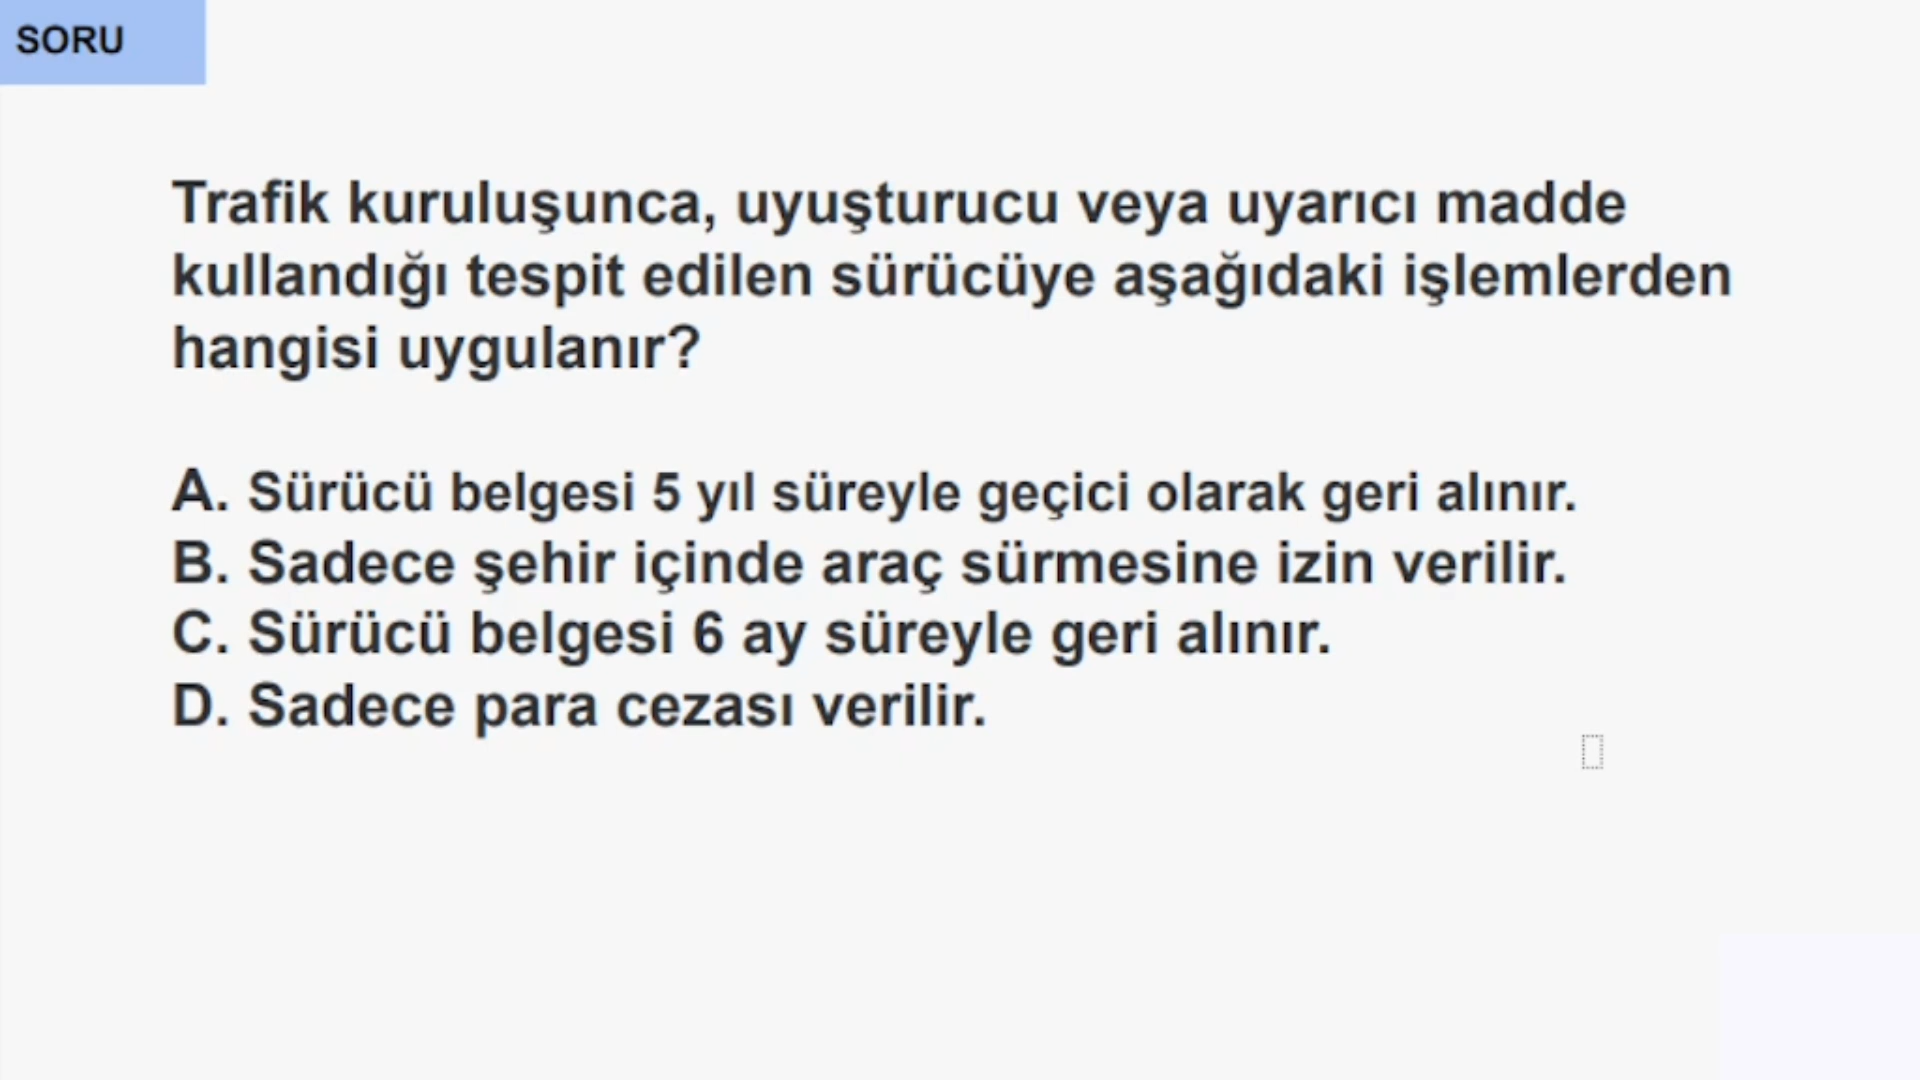 SORU
Trafik kuruluşunca, uyuşturucu veya uyarıcı madde
kullandığı tespit edilen sürücüye aşağıdaki işlemlerden
hangisi uygulanır?
A. Sürücü belgesi 5 yıl süreyle geçici olarak geri alınır.
B. Sadece şehir içinde araç sürmesine izin verilir.
C. Sürücü belgesi 6 ay süreyle geri alınır.
D. Sadece para cezası verilir.